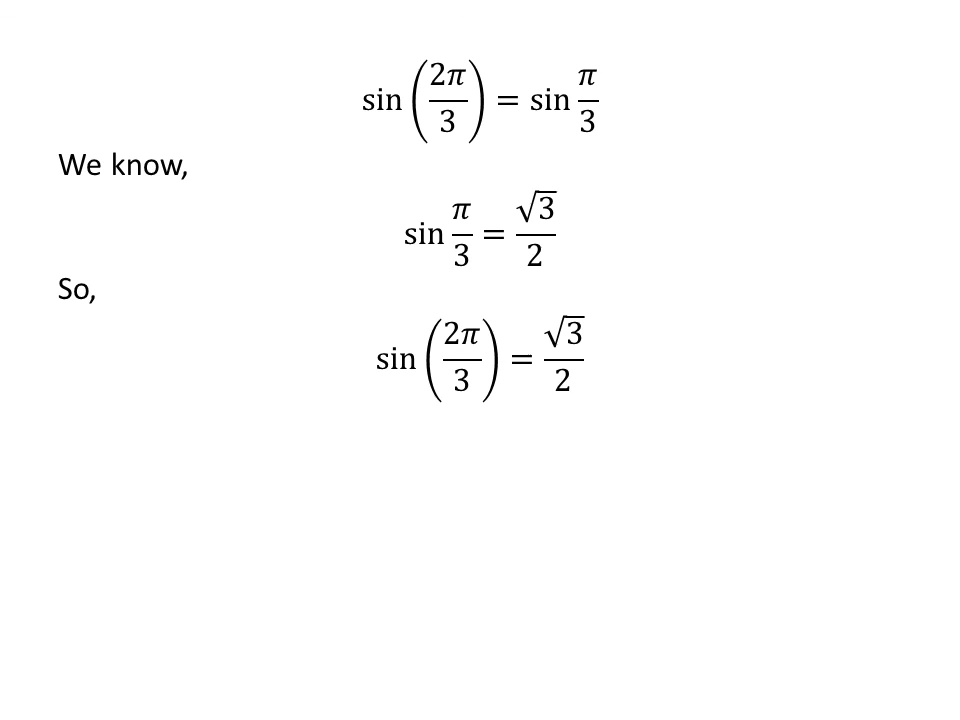 sin (2π/3) = sin π/3
We know,
sin π/3 = √3/2
So,
sin (2π/3) = √3/2